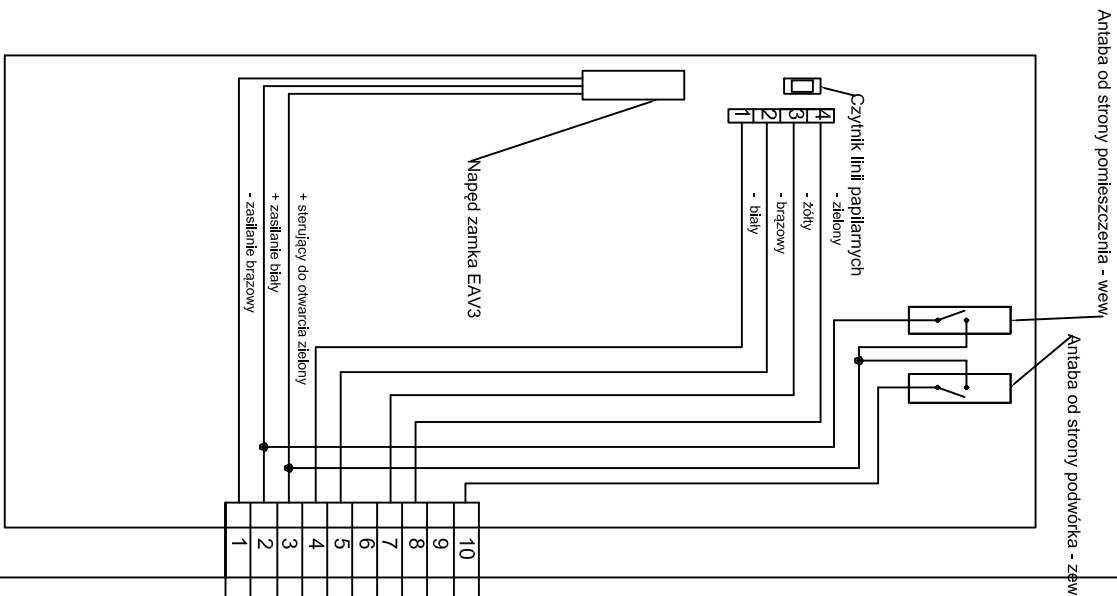 Antaba od strony pomieszczenia - wew
Antaba od strony podwórka - zew
Czytnik linii papilarnych
4
3
2
1
- zielony
- żółty
- brązowy
- biały
Napęd zamka EAV3
+ sterujący do otwarcia zielony
+ zasilanie biały
- zasilanie brązowy
10
9
8
7
6
5
4
3
2
1